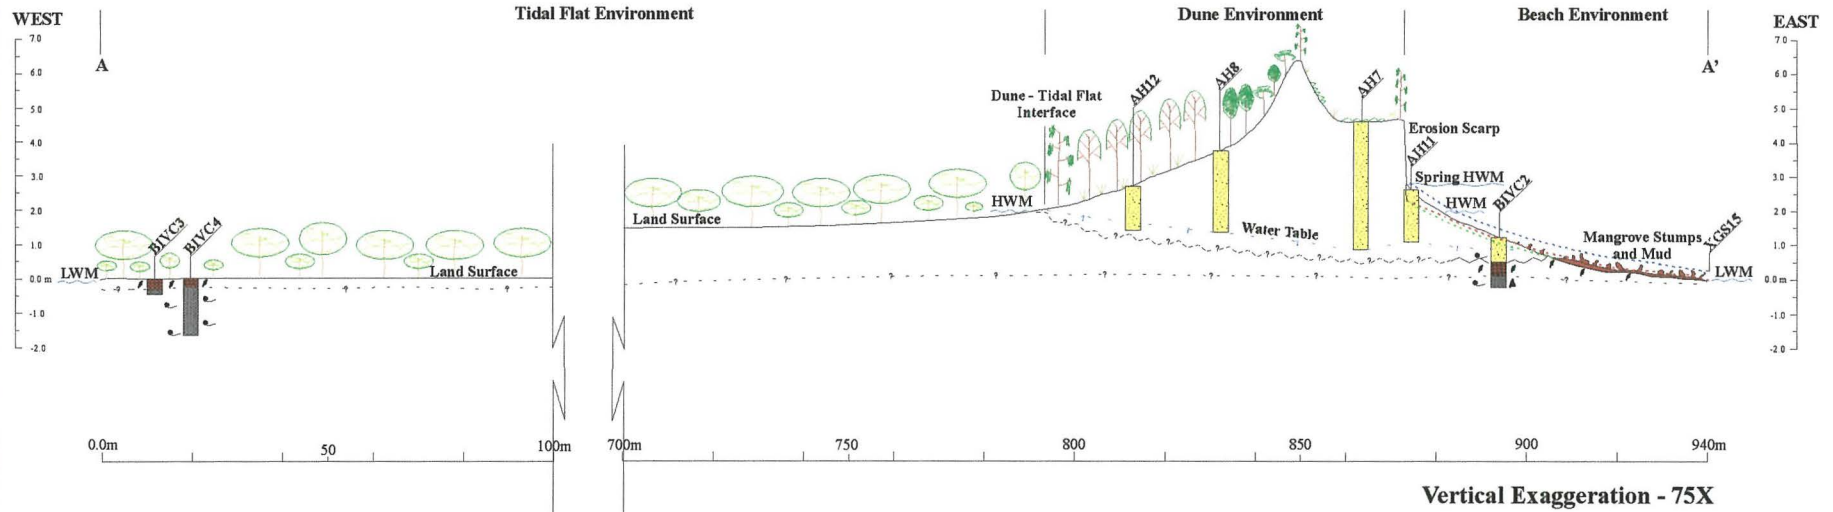 Tidal Flat Environment
Dune Environment
Beach Environment
WEST
EAST
7.0
6.0
5.0
4.0
3.0
2.0
1.0
0.0 m
-1.0
-2.0
A
LWM
BIVC3
BIVC4
Land Surface
?
?
?
Land Surface
HWM
Dune - Tidal Flat
Interface
AH12
AH8
AH7
Erosion Scarp
AH11
Spring HWM
HWM
BIVC2
Water Table
Mangrove Stumps
and Mud
XGS15
LWM
A'
7.0
6.0
5.0
4.0
3.0
2.0
1.0
0.0 m
-1.0
-2.0
0.0m
50
100m
700m
750
800
850
900
940m
Vertical Exaggeration - 75X